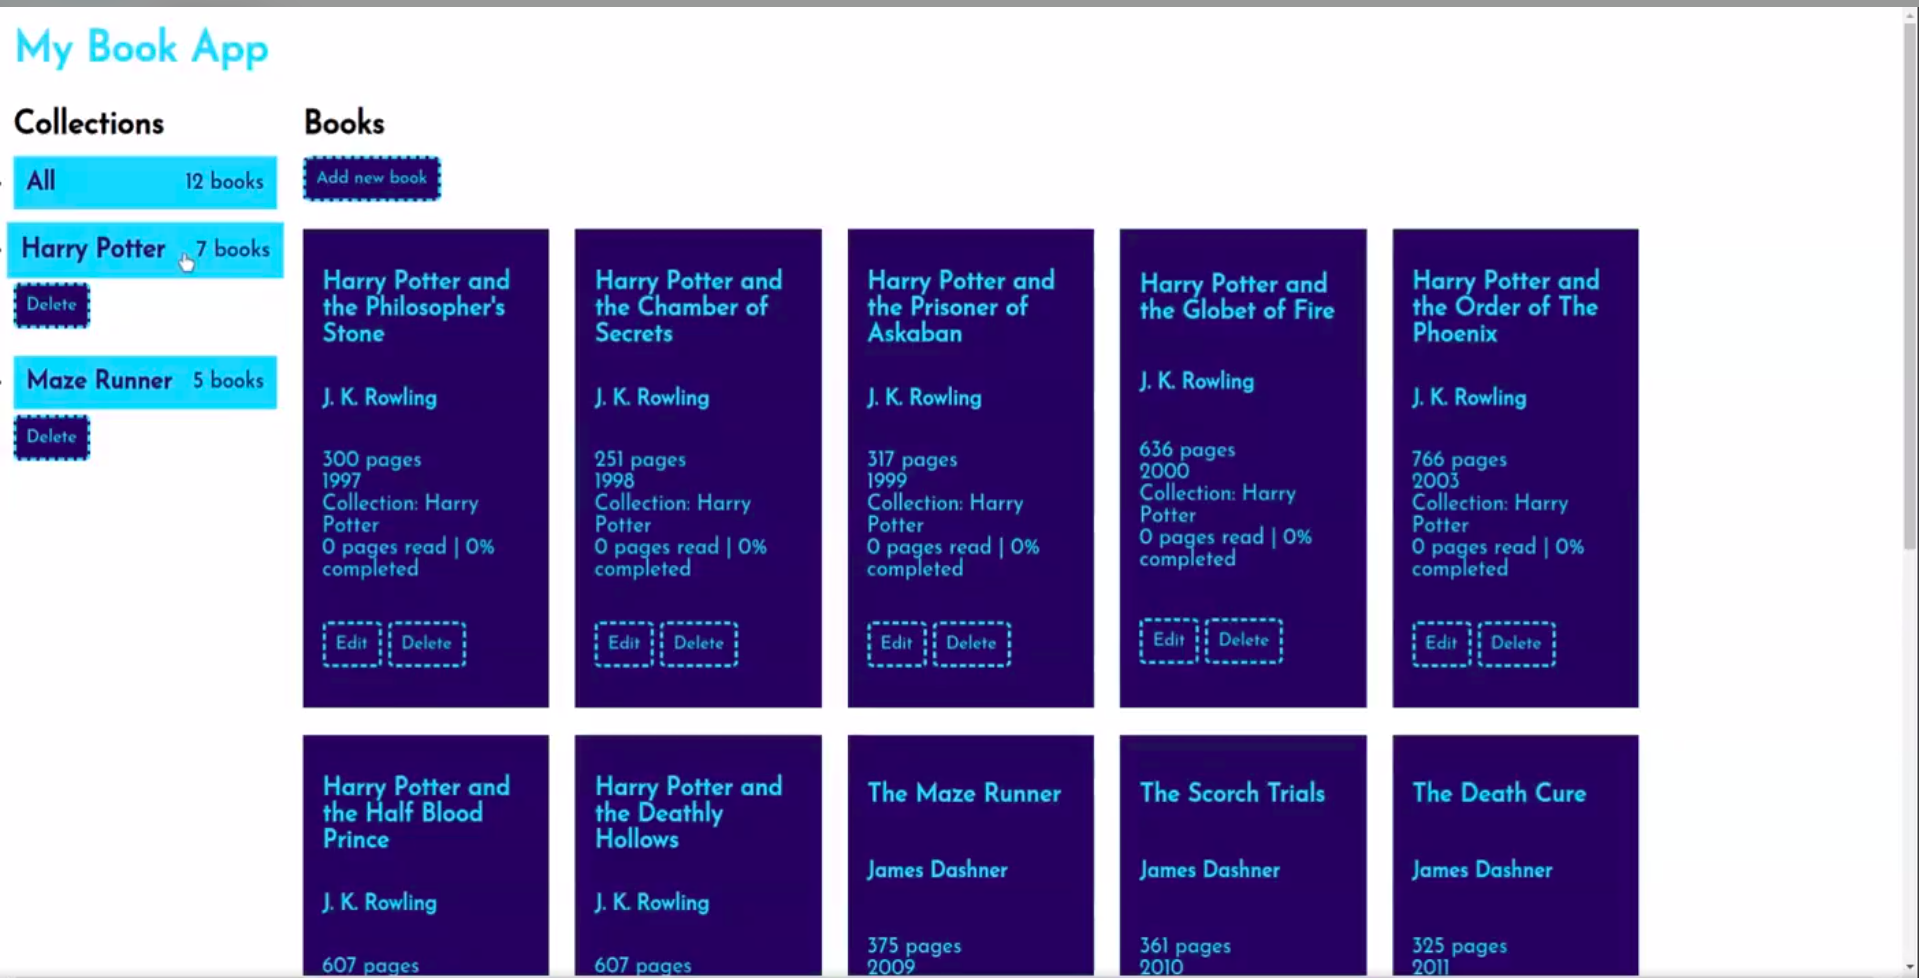 My Book App
Collections
All 12 books
Harry Potter 7 books
Delete
Maze Runner 5 books
Delete
Books
Add new book
Harry Potter and
the Philosopher's
Stone
J. K. Rowling
300 pages
1997
Collection: Harry
Potter
0 pages read | 0%
completed
Edit Delete
Harry Potter and
the Chamber of
Secrets
J. K. Rowling
251 pages
1998
Collection: Harry
Potter
0 pages read | 0%
completed
Edit Delete
Harry Potter and
the Prisoner of
Askaban
J. K. Rowling
317 pages
1999
Collection: Harry
Potter
0 pages read | 0%
completed
Edit Delete
Harry Potter and
the Globet of Fire
J. K. Rowling
636 pages
2000
Collection: Harry
Potter
0 pages read | 0%
completed
Edit Delete
Harry Potter and
the Order of The
Phoenix
J. K. Rowling
766 pages
2003
Collection: Harry
Potter
0 pages read | 0%
completed
Edit Delete
Harry Potter and
the Half Blood
Prince
J. K. Rowling
607 pages
Harry Potter and
the Deathly
Hollows
J. K. Rowling
607 pages
The Maze Runner
James Dashner
375 pages
2009
The Scorch Trials
James Dashner
361 pages
2010
The Death Cure
James Dashner
325 pages
2011